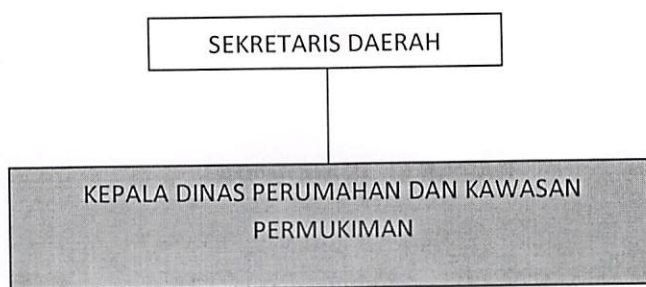 SEKRETARIS DAERAH
KEPALA DINAS PERUMAHAN DAN KAWASAN
PERMUKIMAN